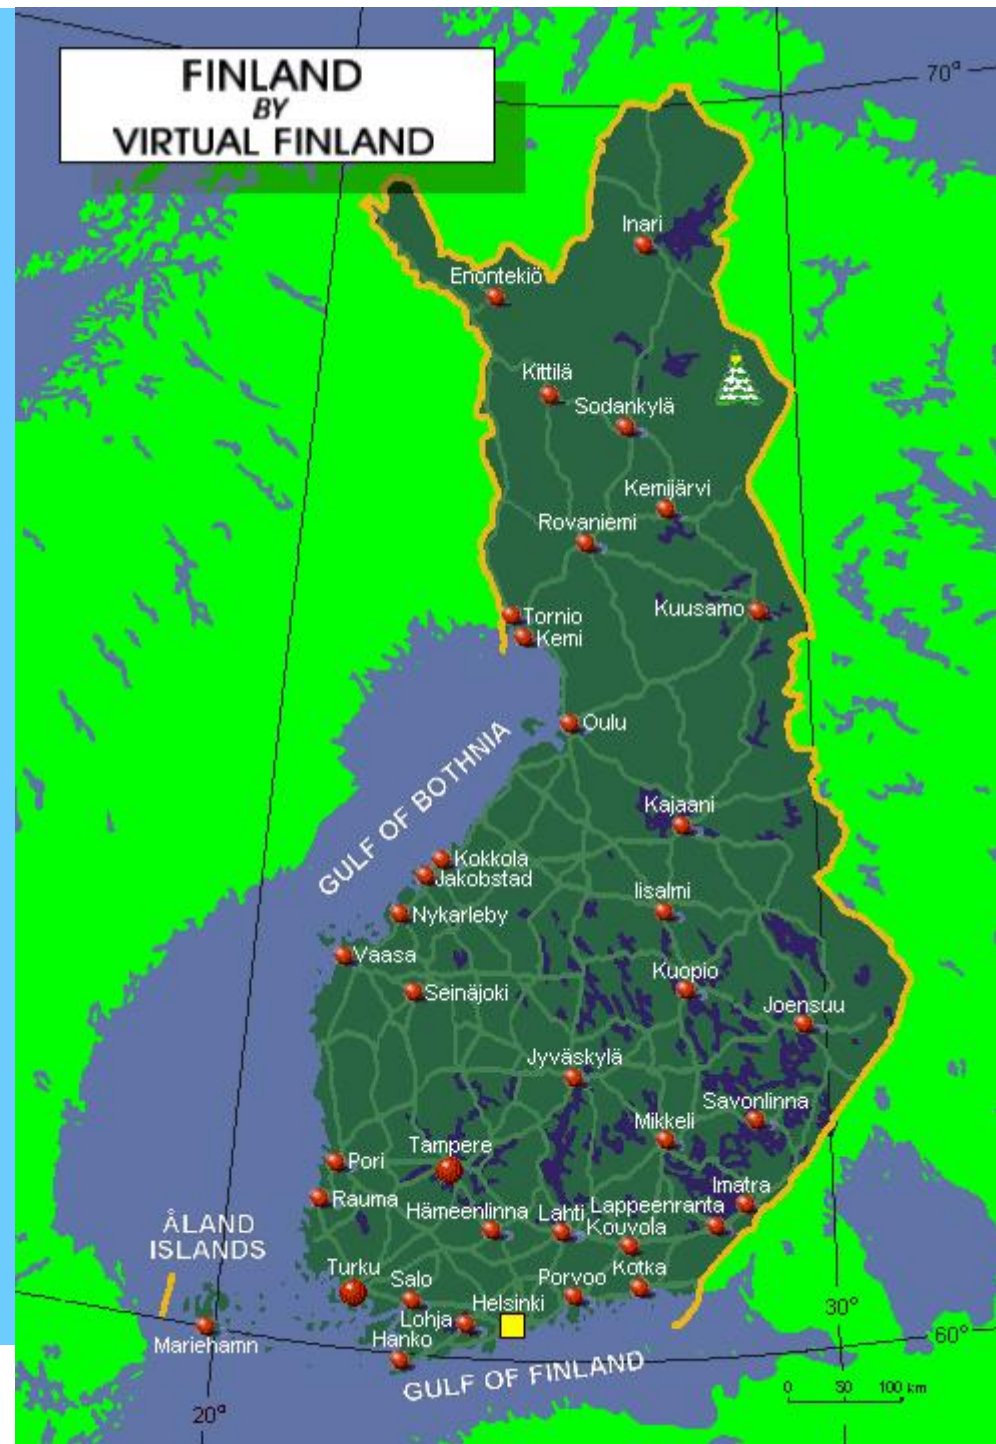 FINLAND
BY
VIRTUAL FINLAND
70°
Inari
Enontekiö
Kittilä
Sodankylä
Kemijärvi
Rovaniemi
Kuusamo
Tornio
Kemi
Oulu
GULF OF BOTHNIA
Kajaani
Kokkola
Jakobstad
Iisalmi
Nykarleby
Vaasa
Kuopio
Seinäjoki
Joensuu
Jyväskylä
Savonlinna
Mikkeli
Tampere
Pori
Imatra
Rauma
Lappeenranta
Hämeenlinna
Lahti
Kouvola
ÅLAND
ISLANDS
Turku
Salo
Porvoo
Kotka
Helsinki
Lohja
Hanko
Mariehamn
30°
60°
GULF OF FINLAND
0 50 100 km
20°